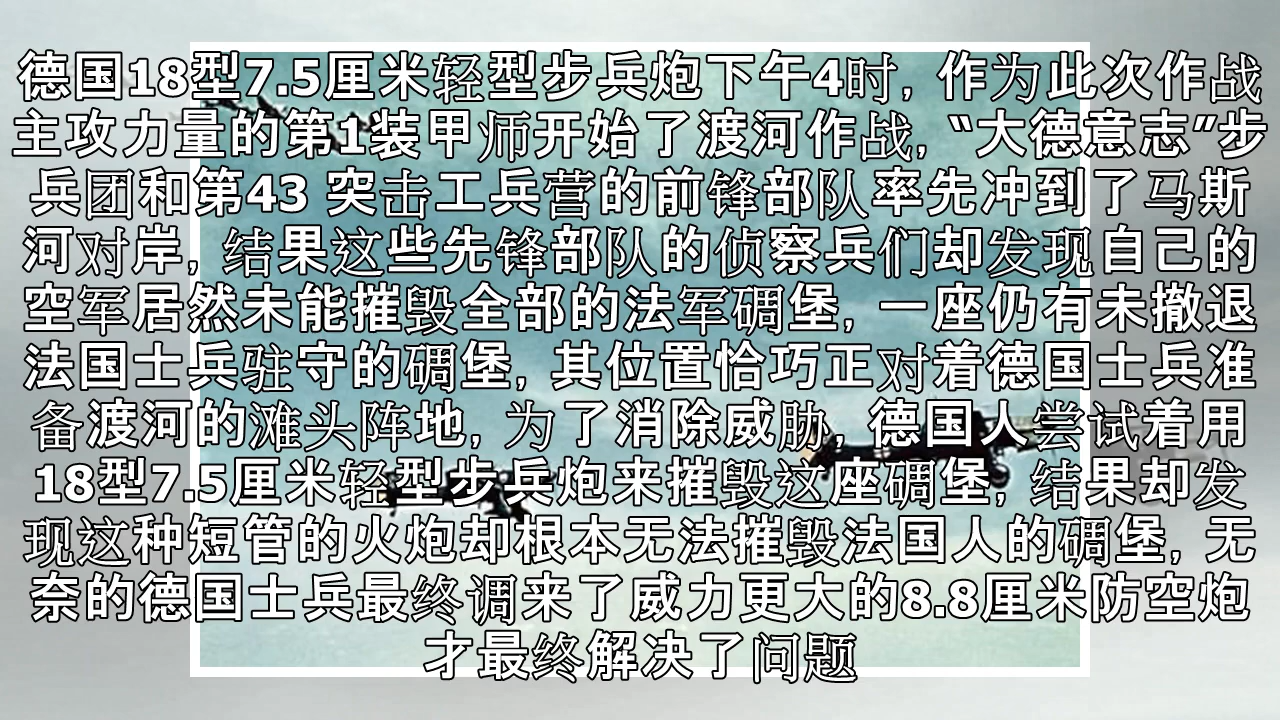 德国18型7.5厘米轻型步兵炮下午4时，作为此次作战
主攻力量的第1装甲师开始了渡河作战，“大德意志”步
兵团和第43 突击工兵营的前锋部队率先冲到了马斯
河对岸，结果这些先锋部队的侦察兵们却发现自己的
空军居然未能摧毁全部的法军碉堡，一座仍有未撤退
法国士兵驻守的碉堡，其位置恰巧正对着德国士兵准
备渡河的滩头阵地，为了消除威胁，德国人尝试着用
18型7.5厘米轻型步兵炮来摧毁这座碉堡，结果却发
现这种短管的火炮却根本无法摧毁法国人的碉堡，无
奈的德国士兵最终调来了威力更大的8.8厘米防空炮
才最终解决了问题